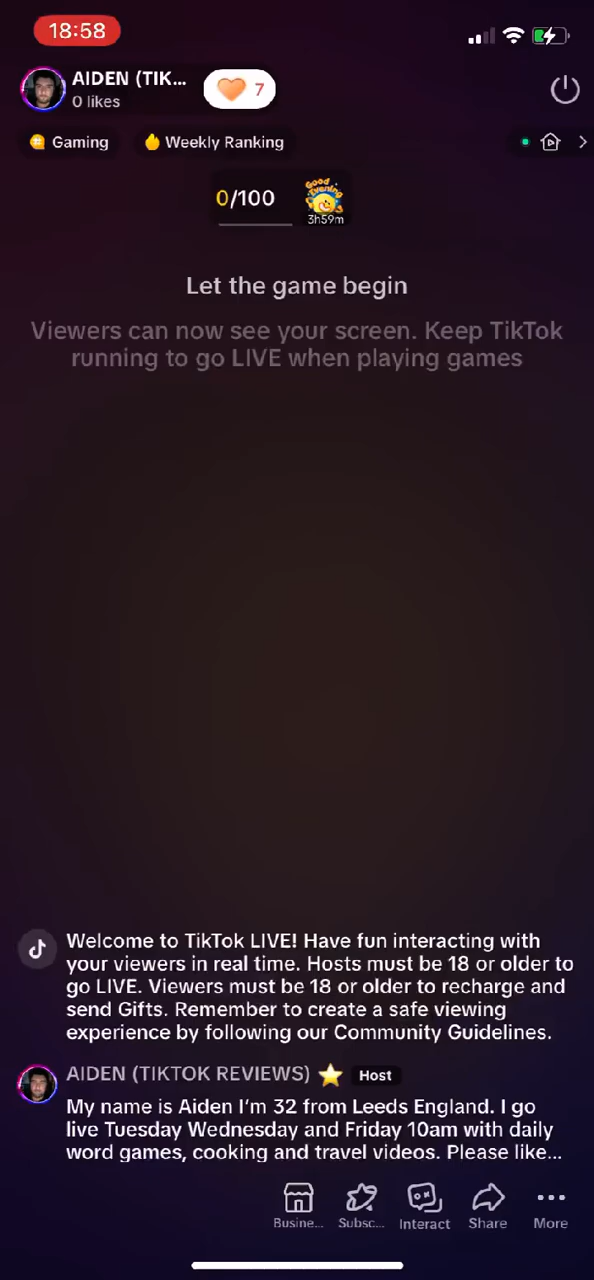 18:58
AIDEN (TIK...
0 likes
7
Gaming
Weekly Ranking
0/100
Good
Evening
3h59m
Let the game begin
Viewers can now see your screen. Keep TikTok
running to go LIVE when playing games
Welcome to TikTok LIVE! Have fun interacting with
your viewers in real time. Hosts must be 18 or older to
go LIVE. Viewers must be 18 or older to recharge and
send Gifts. Remember to create a safe viewing
experience by following our Community Guidelines.
AIDEN (TIKTOK REVIEWS) Host
My name is Aiden I'm 32 from Leeds England. I go
live Tuesday Wednesday and Friday 10am with daily
word games, cooking and travel videos. Please like...
Busine... Subsc... Interact Share More